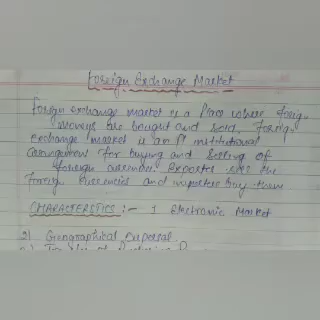 Foreign Exchange Market
Foreign exchange market is a place where foreign
moneys are bought and sold. Foreign
exchange market is an institutional
arrangement for buying and selling of
foreign currencies. Exporters sell the
foreign currencies and importers buy them
CHARACTERSTICS :- 1 Electronic Market
2) Geographical Dispersal.